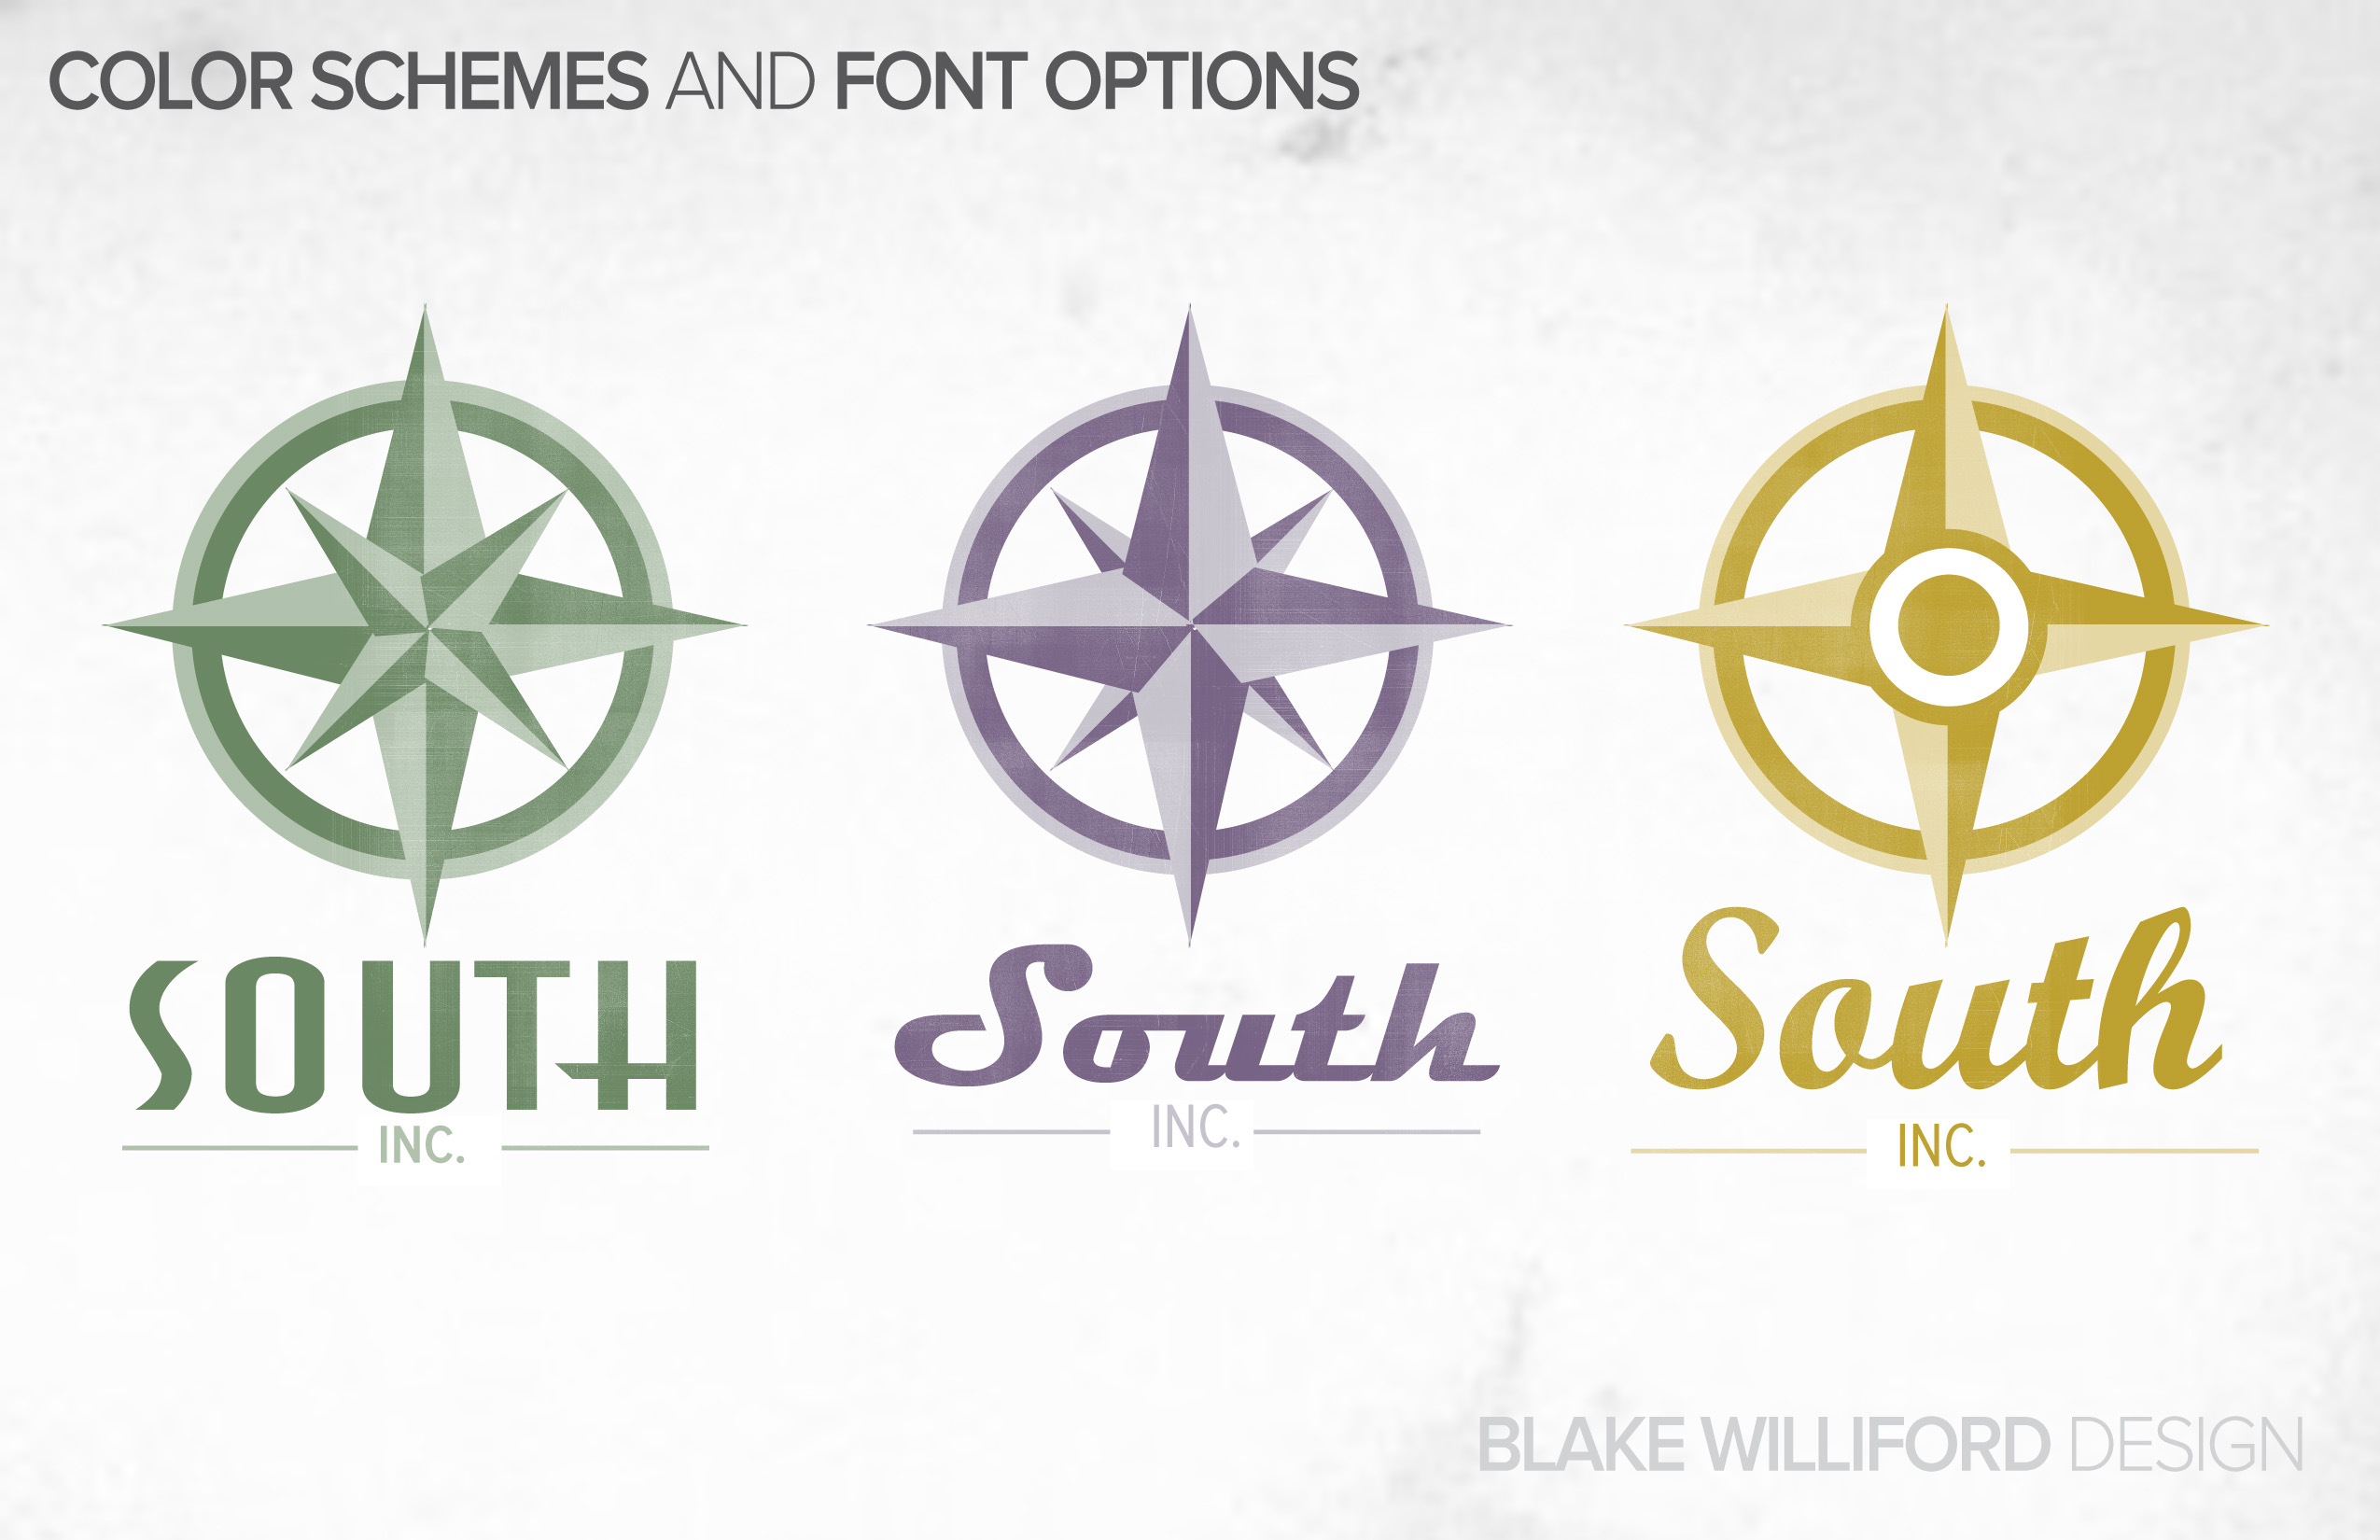 COLOR SCHEMES AND FONT OPTIONS
SOUTH
INC.
South
INC.
South
INC.
BLAKE WILLIFORD DESIGN